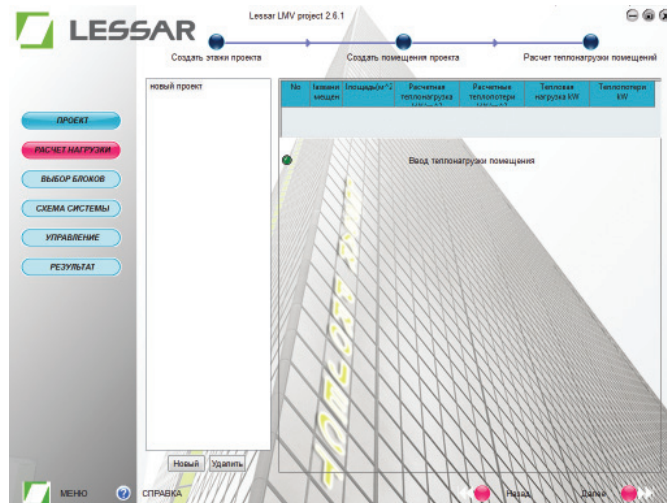 LESSAR
Lessar LMV project 2.6.1
Создать этажи проекта
Создать помещения проекта
Расчет теплонагрузки помещений
ПРОЕКТ
РАСЧЕТ НАГРУЗКИ
ВЫБОР БЛОКОВ
СХЕМА СИСТЕМЫ
УПРАВЛЕНИЕ
РЕЗУЛЬТАТ
новый проект
No
Расчетная теплонагрузка
Расчетные теплопотери
Тепловая нагрузка kW
Теплопотери kW
Ввод теплонагрузки помещения
Новый
Удалить
МЕНЮ
СПРАВКА
Назад
Далее